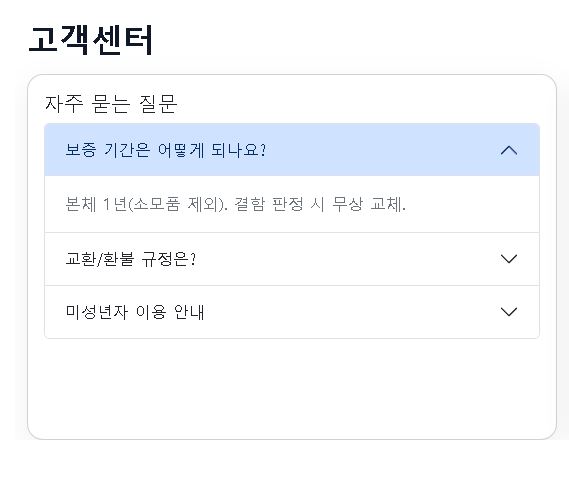 고객센터
자주 묻는 질문
보증 기간은 어떻게 되나요?
본체 1년(소모품 제외). 결함 판정 시 무상 교체.
교환/환불 규정은?
미성년자 이용 안내